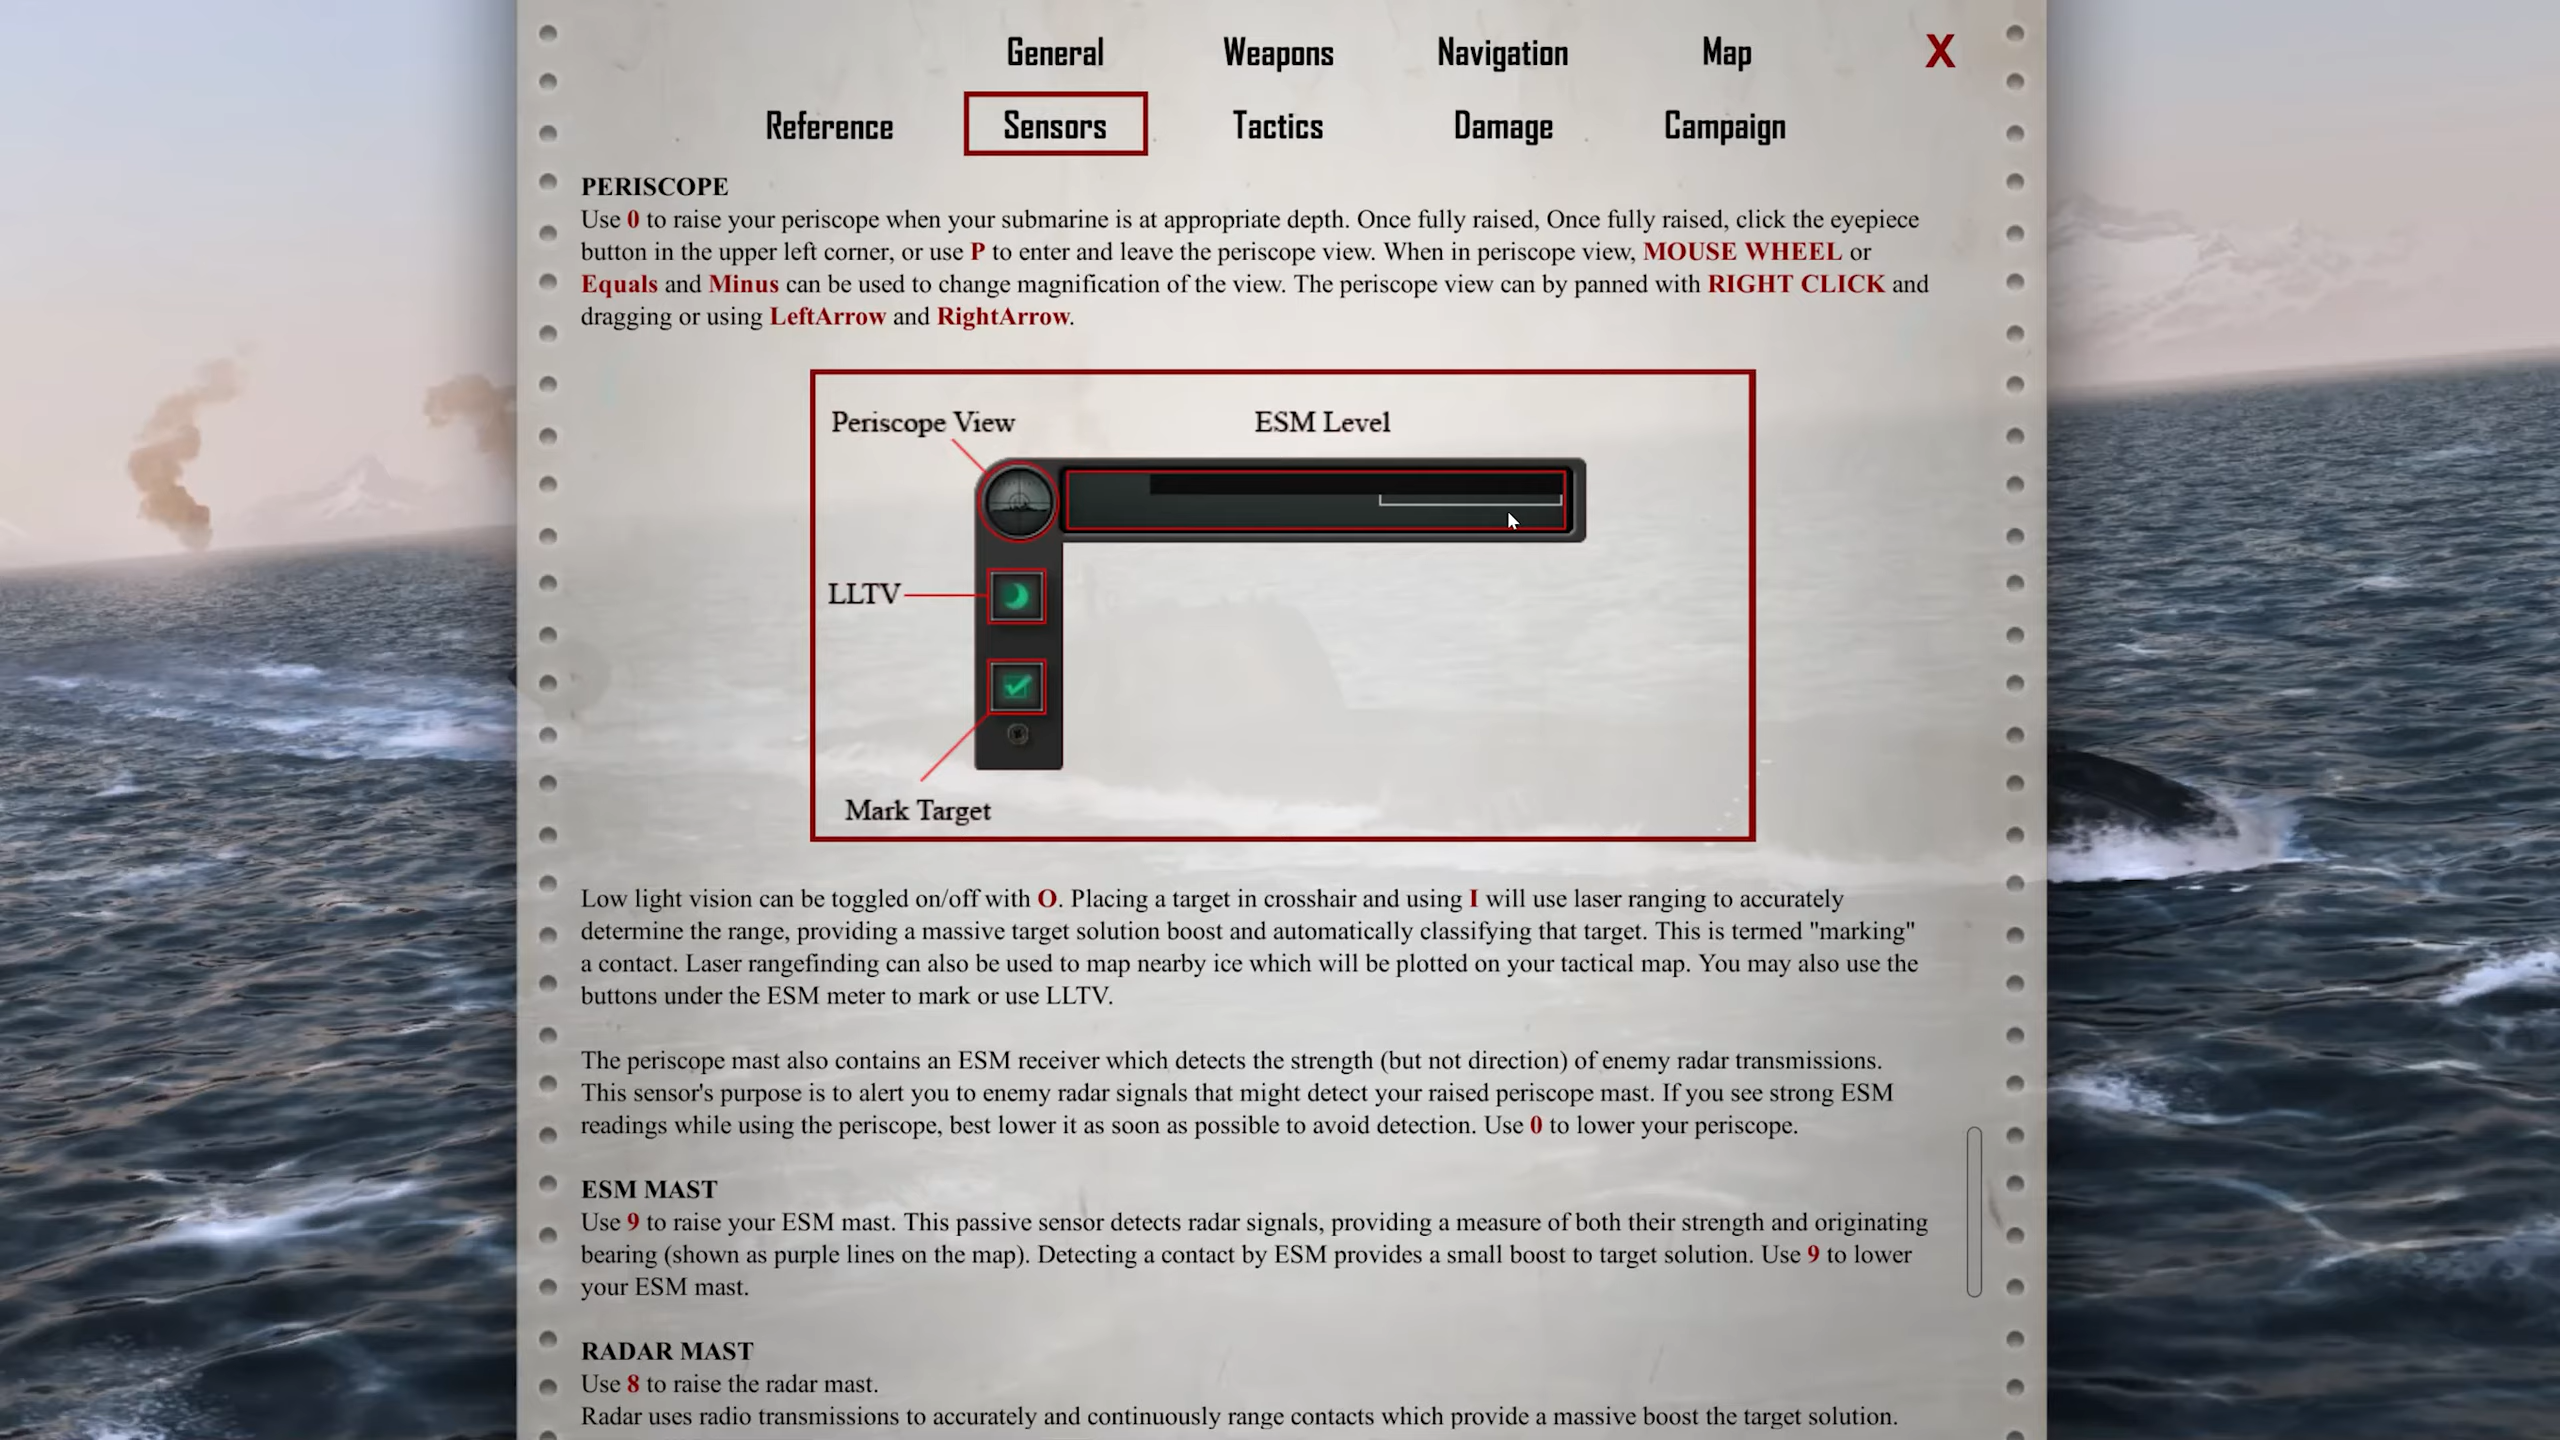 General Weapons Navigation Map X
Reference Sensors Tactics Damage Campaign
PERISCOPE
Use 0 to raise your periscope when your submarine is at appropriate depth. Once fully raised, Once fully raised, click the eyepiece
button in the upper left corner, or use P to enter and leave the periscope view. When in periscope view, MOUSE WHEEL or
Equals and Minus can be used to change magnification of the view. The periscope view can by panned with RIGHT CLICK and
dragging or using LeftArrow and RightArrow.
Periscope View ESM Level
LLTV
Mark Target
Low light vision can be toggled on/off with O. Placing a target in crosshair and using I will use laser ranging to accurately
determine the range, providing a massive target solution boost and automatically classifying that target. This is termed "marking"
a contact. Laser rangefinding can also be used to map nearby ice which will be plotted on your tactical map. You may also use the
buttons under the ESM meter to mark or use LLTV.
The periscope mast also contains an ESM receiver which detects the strength (but not direction) of enemy radar transmissions.
This sensor's purpose is to alert you to enemy radar signals that might detect your raised periscope mast. If you see strong ESM
readings while using the periscope, best lower it as soon as possible to avoid detection. Use 0 to lower your periscope.
ESM MAST
Use 9 to raise your ESM mast. This passive sensor detects radar signals, providing a measure of both their strength and originating
bearing (shown as purple lines on the map). Detecting a contact by ESM provides a small boost to target solution. Use 9 to lower
your ESM mast.
RADAR MAST
Use 8 to raise the radar mast.
Radar uses radio transmissions to accurately and continuously range contacts which provide a massive boost the target solution.